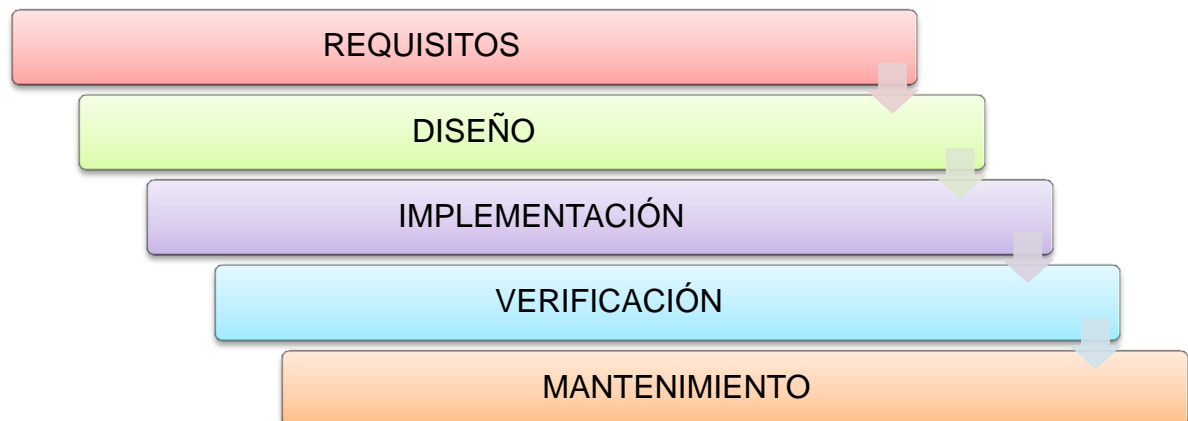 REQUISITOS
DISEÑO
IMPLEMENTACIÓN
VERIFICACIÓN
MANTENIMIENTO